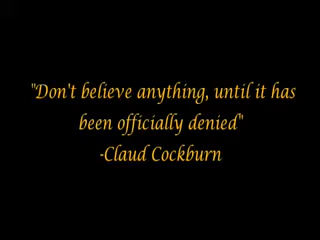 "Don't believe anything, until it has
been officially denied"
-Claud Cockburn